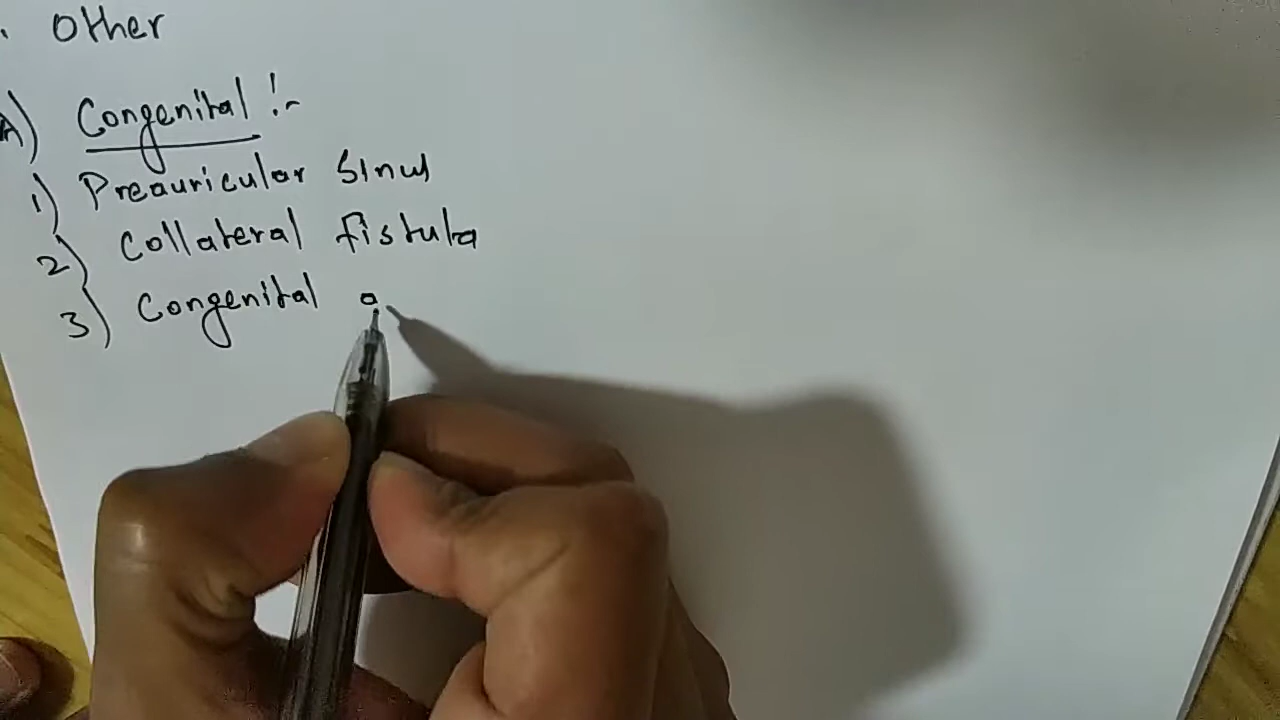 . Other
A) Congenital :-
1) Preauricular Sinus
2) Collateral fistula
3) Congenital a